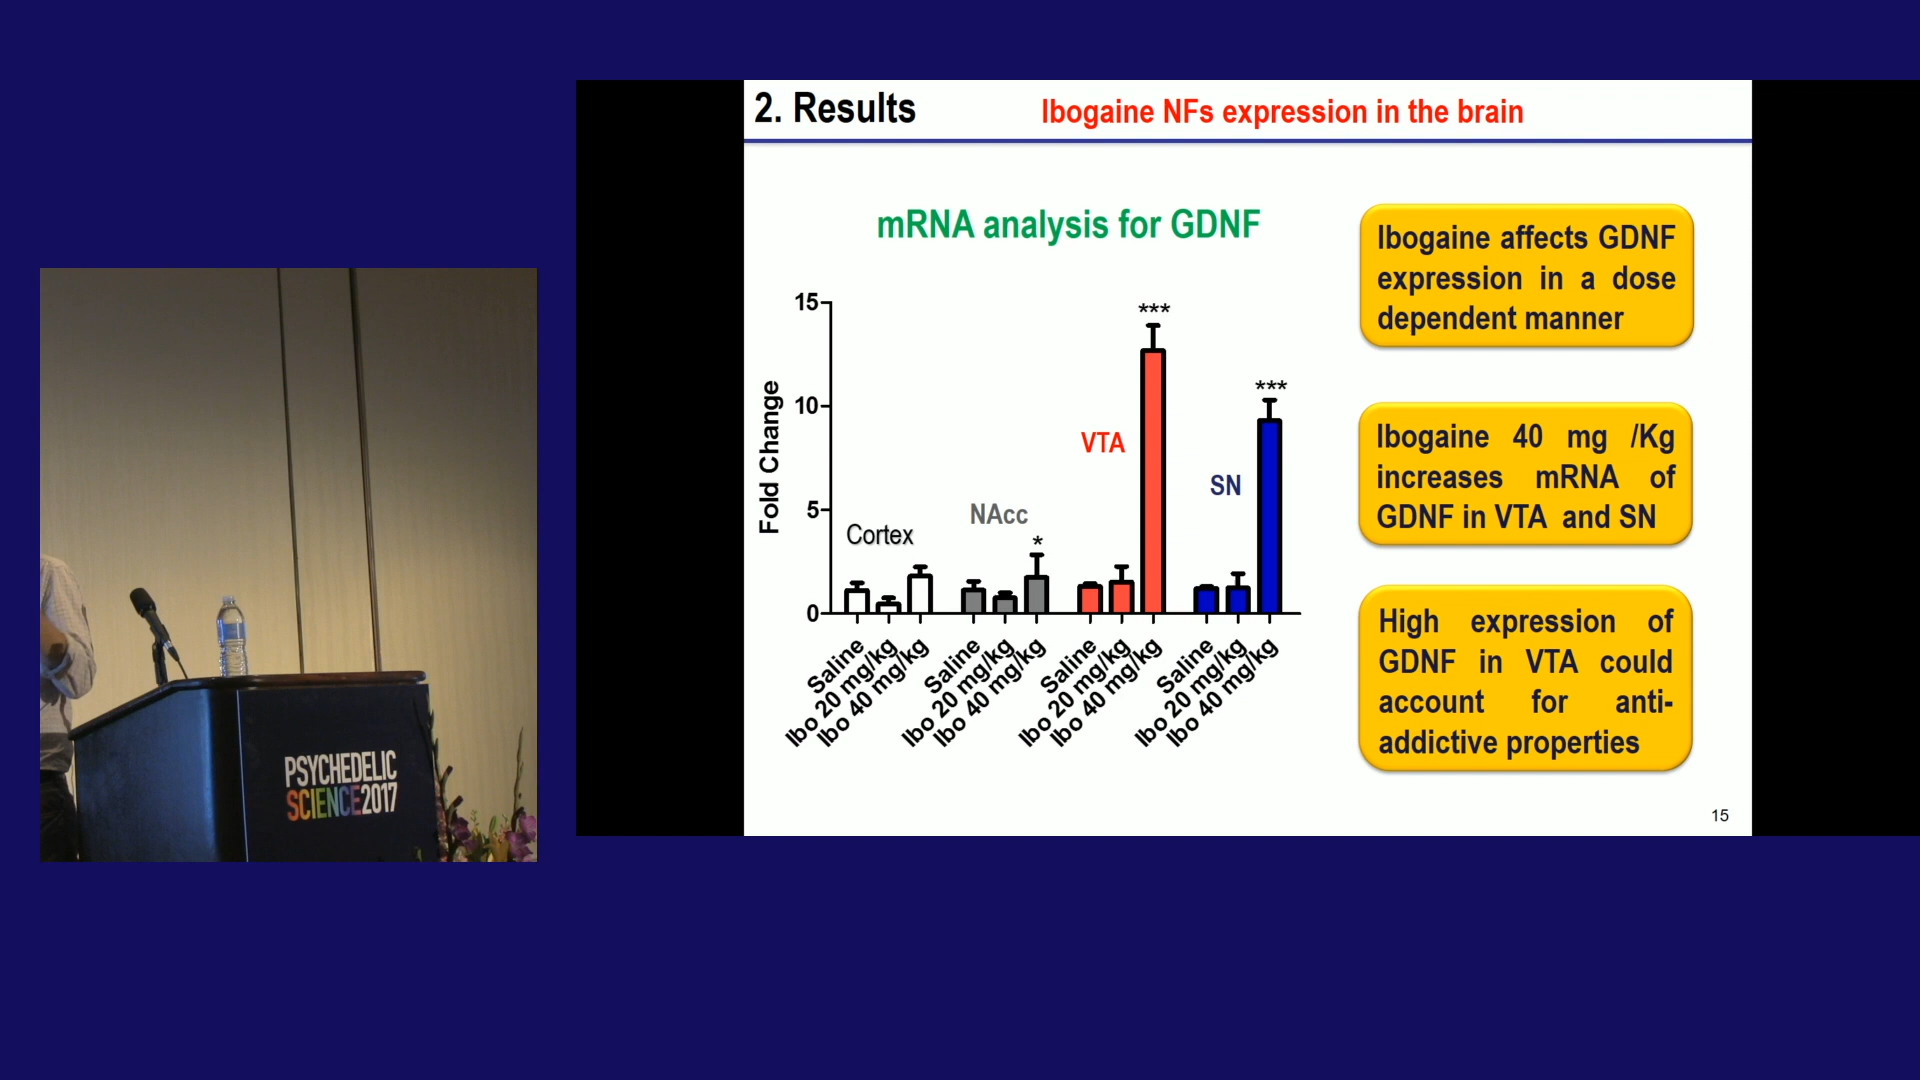 2. Results
Ibogaine NFs expression in the brain
mRNA analysis for GDNF
Fold Change
15
10
5
0
Cortex
NAcc
*
VTA
***
SN
***
Saline
Ibo 20 mg/kg
Ibo 40 mg/kg
Saline
Ibo 20 mg/kg
Ibo 40 mg/kg
Saline
Ibo 20 mg/kg
Ibo 40 mg/kg
Saline
Ibo 20 mg/kg
Ibo 40 mg/kg
Ibogaine affects GDNF
expression in a dose
dependent manner
Ibogaine 40 mg /Kg
increases mRNA of
GDNF in VTA and SN
High expression of
GDNF in VTA could
account for anti-
addictive properties
15
PSYCHEDELIC
SCIENCE2017